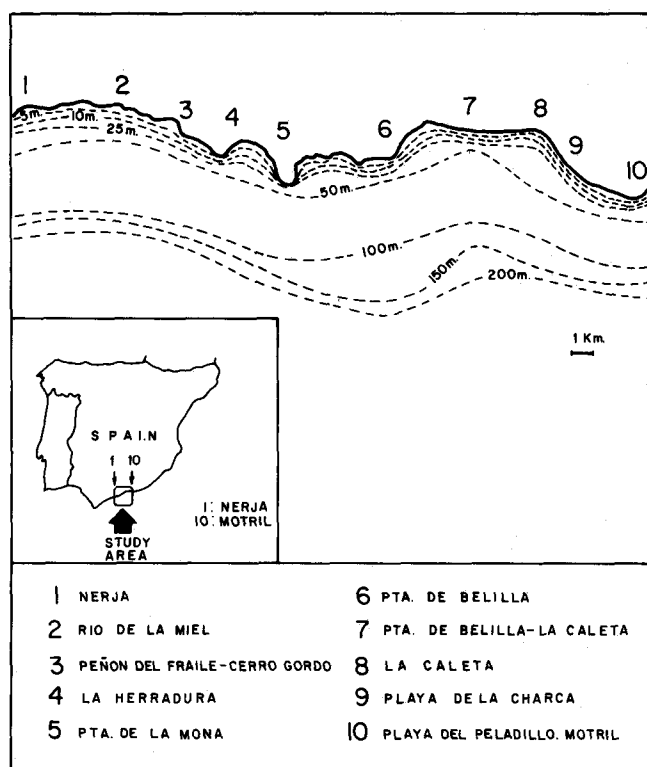 1
2
3
4
5
6
7
8
9
10
5m.
10m.
25m.
50m.
100m.
150m.
200m.
1 Km.
SPAIN
1 10
1: NERJA
10: MOTRIL
STUDY
AREA
1 NERJA
2 RIO DE LA MIEL
3 PEÑON DEL FRAILE-CERRO GORDO
4 LA HERRADURA
5 PTA. DE LA MONA
6 PTA. DE BELILLA
7 PTA. DE BELILLA-LA CALETA
8 LA CALETA
9 PLAYA DE LA CHARCA
10 PLAYA DEL PELADILLO. MOTRIL